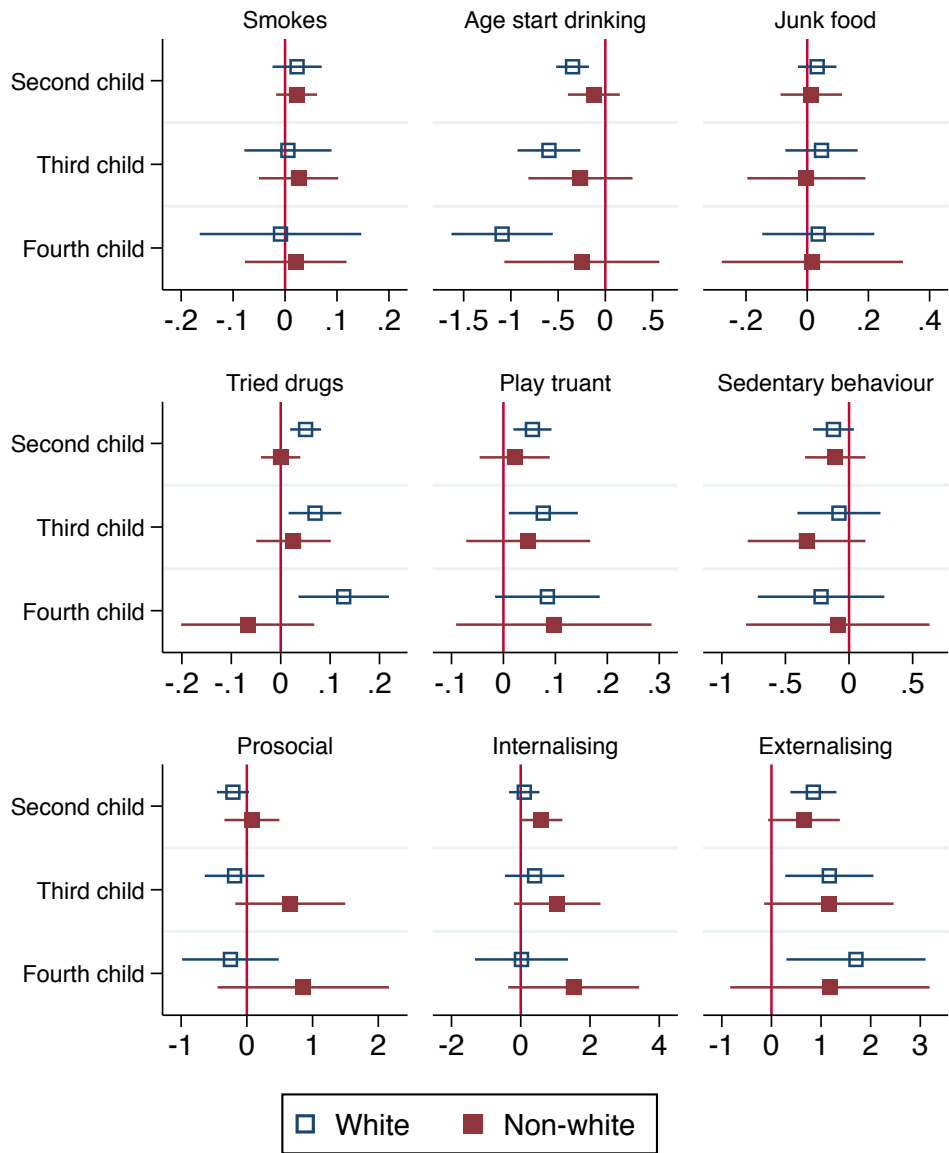 Smokes Age start drinking Junk food
Second child
Third child
Fourth child
-.2 -.1 0 .1 .2 -1.5 -1 -.5 0 .5 -.2 0 .2 .4
Tried drugs Play truant Sedentary behaviour
Second child
Third child
Fourth child
-.2 -.1 0 .1 .2 -.1 0 .1 .2 .3 -1 -.5 0 .5
Prosocial Internalising Externalising
Second child
Third child
Fourth child
-1 0 1 2 -2 0 2 4 -1 0 1 2 3
White Non-white